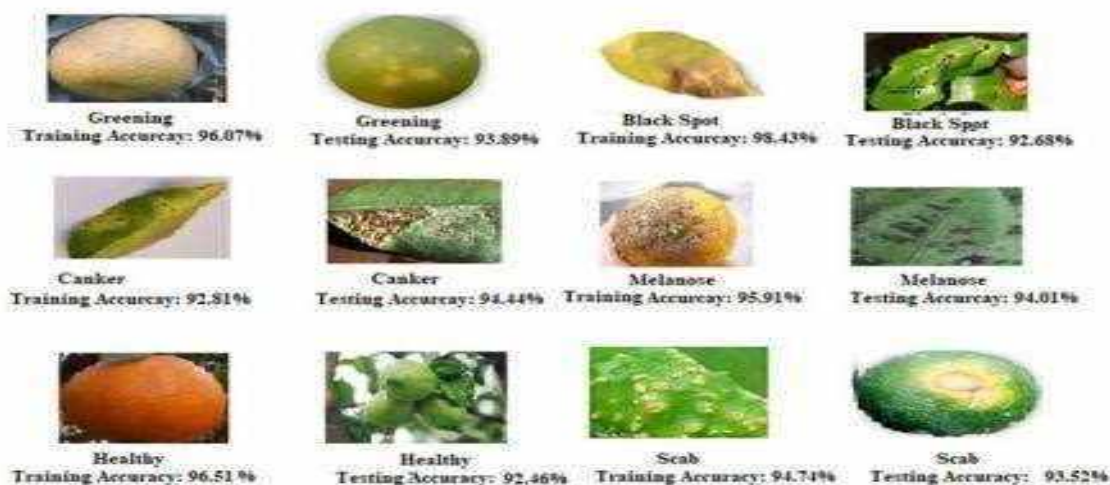 Greening
Training Accurcay: 96.07%
Greening
Testing Accurcay: 93.89%
Black Spot
Training Accurcay: 98.43%
Black Spot
Testing Accurcay: 92.68%
Canker
Training Accurcay: 92.81%
Canker
Testing Accurcay: 94.44%
Melanose
Training Accurcay: 95.91%
Melanose
Testing Accurcay: 94.01%
Healthy
Training Accuracy: 96.51%
Healthy
Testing Accuracy: 92.46%
Scab
Training Accuracy: 94.74%
Scab
Testing Accuracy: 93.52%